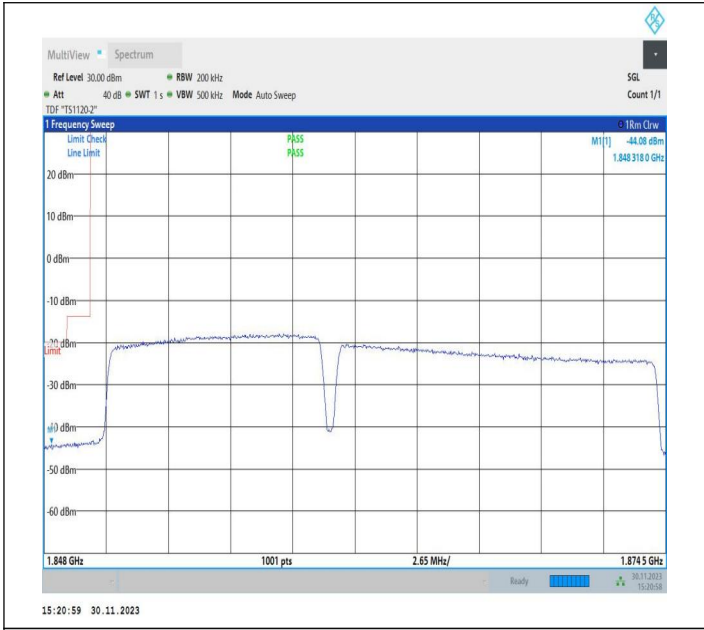 R S
MultiView Spectrum
Ref Level 30.00 dBm RBW 200 kHz SGL
Att 40 dB SWT 1 s VBW 500 kHz Mode Auto Sweep Count 1/1
TDF "TS1120-2"
1 Frequency Sweep 1Rm Clrw
Limit Check PASS M1[1] -44.08 dBm
Line Limit PASS 1.848 318 0 GHz
20 dBm
10 dBm
0 dBm
-10 dBm
-20 dBm
Limit
-30 dBm
-40 dBm
M1
-50 dBm
-60 dBm
1.848 GHz 1001 pts 2.65 MHz/ 1.874 5 GHz
Ready 30.11.2023
15:20:58
15:20:59 30.11.2023